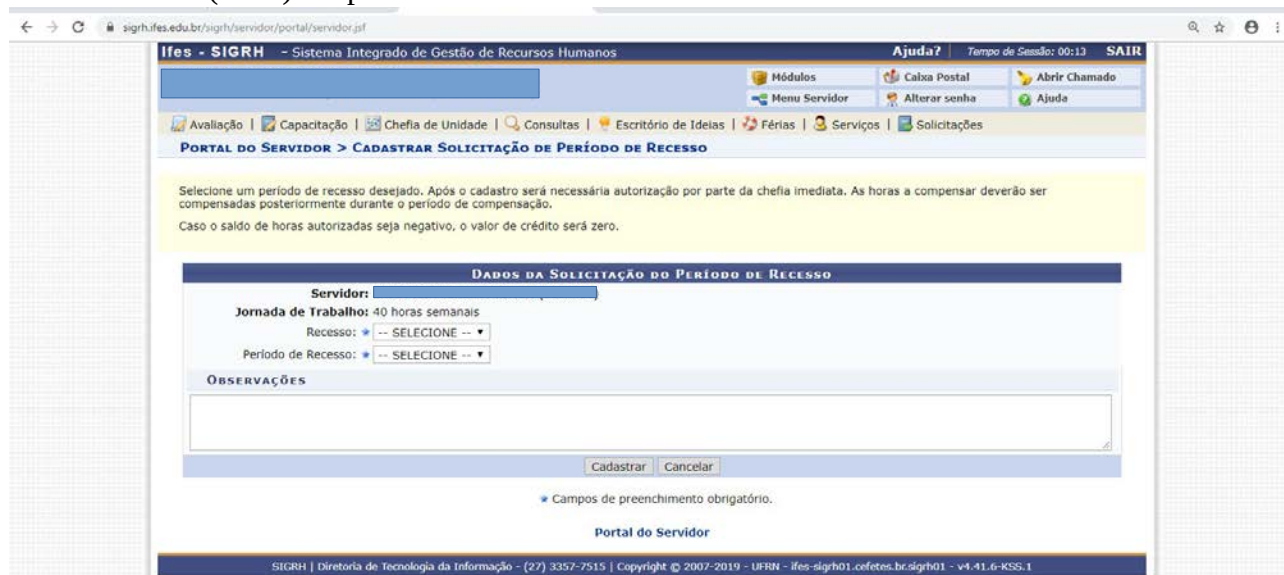 sigrh.ifes.edu.br/sigrh/servidor/portal/servidor.jsf
Ifes - SIGRH - Sistema Integrado de Gestão de Recursos Humanos Ajuda? Tempo de Sessão: 00:13 SAIR
Módulos Caixa Postal Abrir Chamado
Menu Servidor Alterar senha Ajuda
Avaliação | Capacitação | Chefia de Unidade | Consultas | Escritório de Ideias | Férias | Serviços | Solicitações
Portal do Servidor > Cadastrar Solicitação de Período de Recesso
Selecione um período de recesso desejado. Após o cadastro será necessária autorização por parte da chefia imediata. As horas a compensar deverão ser
compensadas posteriormente durante o período de compensação.
Caso o saldo de horas autorizadas seja negativo, o valor de crédito será zero.
Dados da Solicitação do Período de Recesso
Servidor:
Jornada de Trabalho: 40 horas semanais
Recesso: -- SELECIONE --
Período de Recesso: -- SELECIONE --
Observações
Cadastrar Cancelar
Campos de preenchimento obrigatório.
Portal do Servidor
SIGRH | Diretoria de Tecnologia da Informação - (27) 3357-7515 | Copyright © 2007-2019 - UFRN - ifes-sigrh01.cefetes.br.sigrh01 - v4.41.6-KSS.1